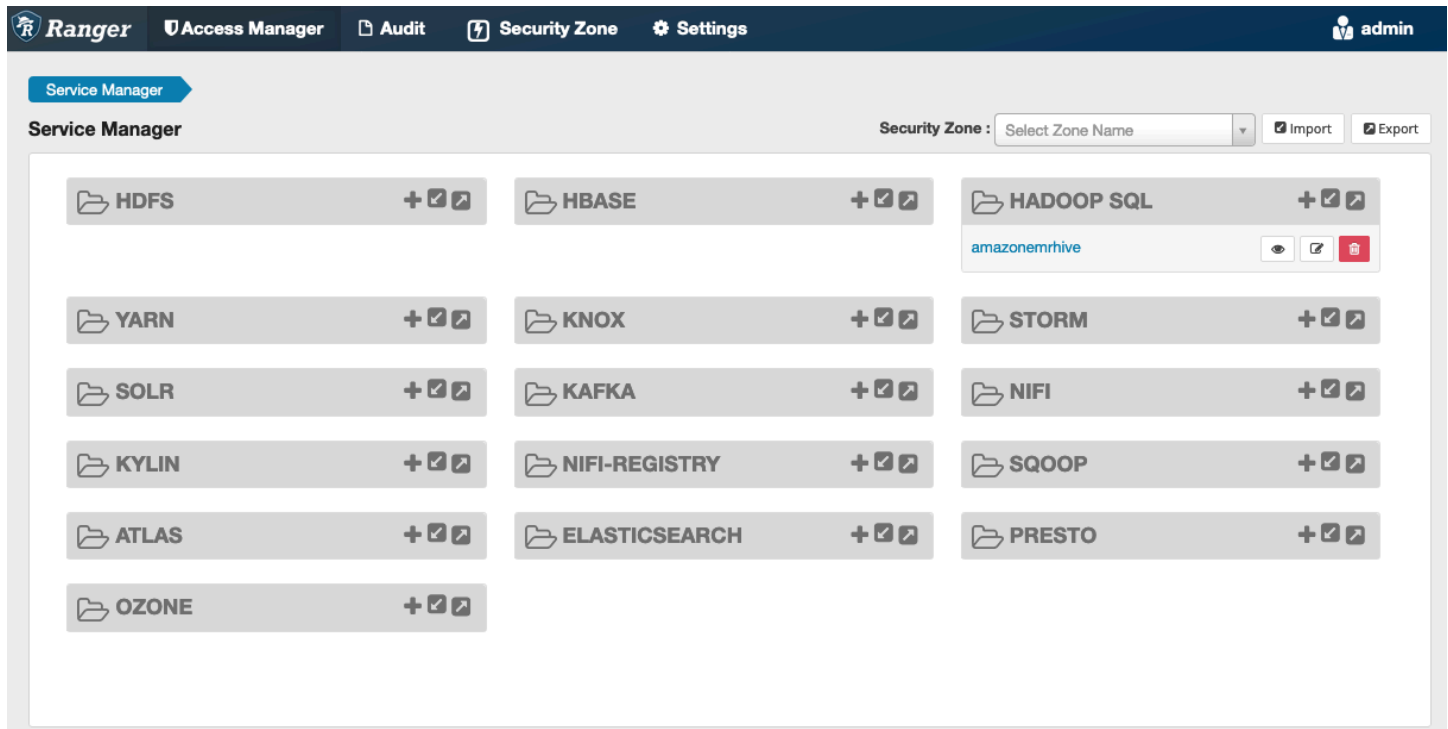 Ranger Access Manager Audit Security Zone Settings admin
Service Manager
Service Manager Security Zone : Select Zone Name Import Export
HDFS HBASE HADOOP SQL
amazonemrhive
YARN KNOX STORM
SOLR KAFKA NIFI
KYLIN NIFI-REGISTRY SQOOP
ATLAS ELASTICSEARCH PRESTO
OZONE